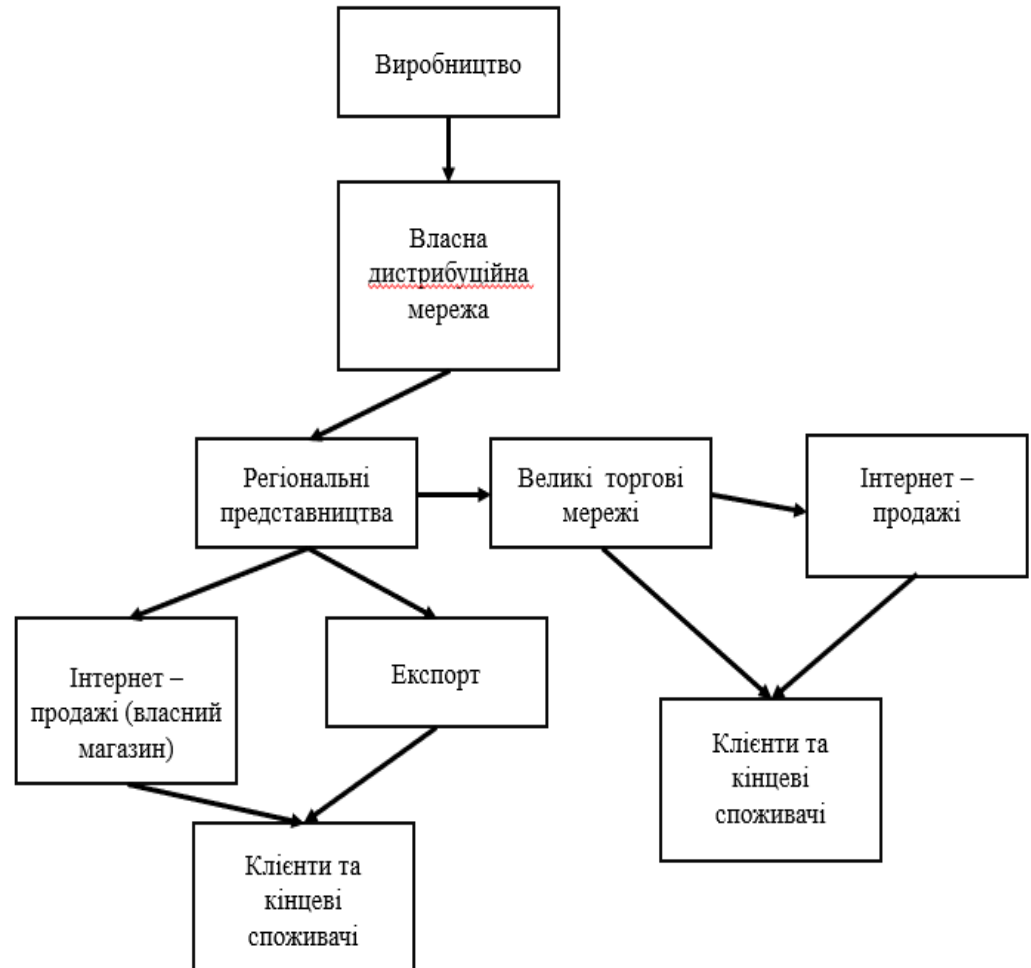 Виробництво
Власна
дистрибуційна
мережа
Регіональні
представництва
Великі торгові
мережі
Інтернет –
продажі
Інтернет –
продажі (власний
магазин)
Експорт
Клієнти та
кінцеві
споживачі
Клієнти та
кінцеві
споживачі